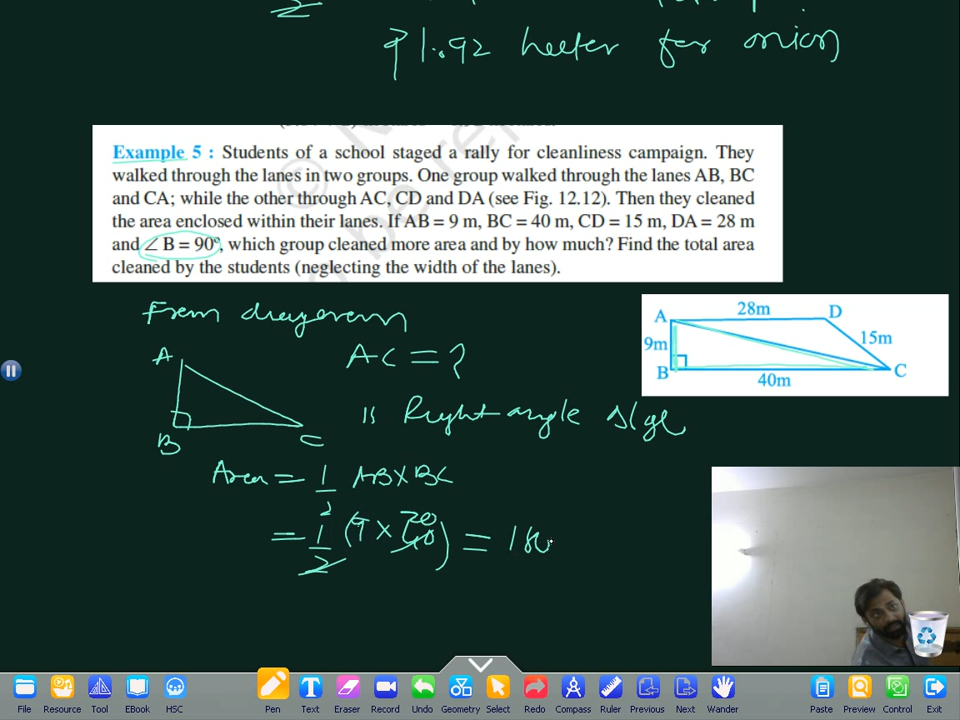 ₹1.92 hecter for onion
Example 5 : Students of a school staged a rally for cleanliness campaign. They
walked through the lanes in two groups. One group walked through the lanes AB, BC
and CA; while the other through AC, CD and DA (see Fig. 12.12). Then they cleaned
the area enclosed within their lanes. If AB = 9 m, BC = 40 m, CD = 15 m, DA = 28 m
and ∠ B = 90º, which group cleaned more area and by how much? Find the total area
cleaned by the students (neglecting the width of the lanes).
From
A
AC = ?
B
C
is Right angle
Area = 1/2 AB × BC
= 1/2 (9 × 40) 20 = 180
A 28m D
9m 15m
B 40m C
File Resource Tool EBook HSC Pen Text Eraser Record Undo Geometry Select Redo Compass Ruler Previous Next Wander Paste Preview Control Exit